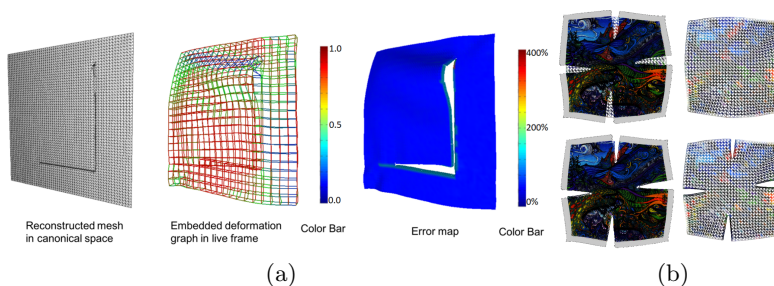 1.0
0.5
0.0
400%
200%
0%
Reconstructed mesh
in canonical space
Embedded deformation
graph in live frame
Color Bar
Error map
Color Bar
(a)
(b)